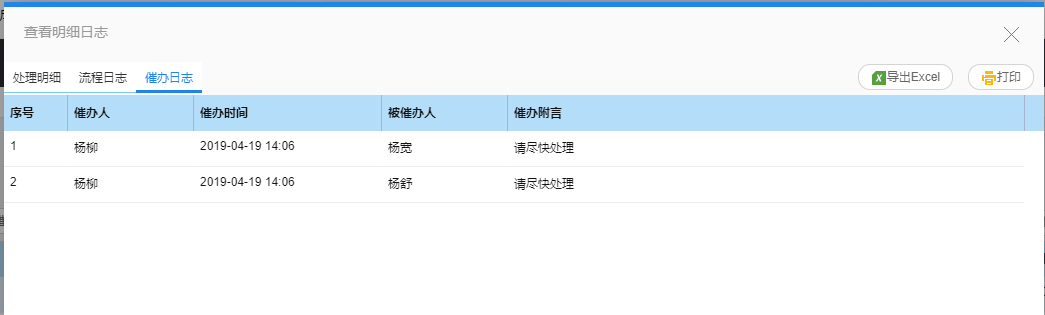 查看明细日志
处理明细 流程日志 催办日志 导出Excel 打印
序号 催办人 催办时间 被催办人 催办附言
1 杨柳 2019-04-19 14:06 杨宽 请尽快处理
2 杨柳 2019-04-19 14:06 杨舒 请尽快处理